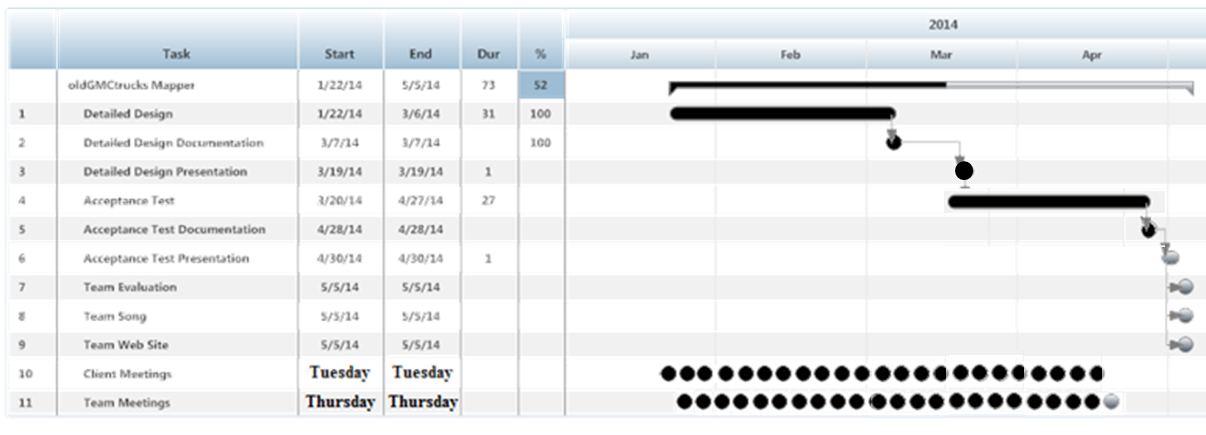 2014
Task Start End Dur % Jan Feb Mar Apr
oldGMCtrucks Mapper 1/22/14 5/5/14 73 52
1 Detailed Design 1/22/14 3/6/14 31 100
2 Detailed Design Documentation 3/7/14 3/7/14 100
3 Detailed Design Presentation 3/19/14 3/19/14 1
4 Acceptance Test 3/20/14 4/27/14 27
5 Acceptance Test Documentation 4/28/14 4/28/14
6 Acceptance Test Presentation 4/30/14 4/30/14 1
7 Team Evaluation 5/5/14 5/5/14
8 Team Song 5/5/14 5/5/14
9 Team Web Site 5/5/14 5/5/14
10 Client Meetings Tuesday Tuesday
11 Team Meetings Thursday Thursday